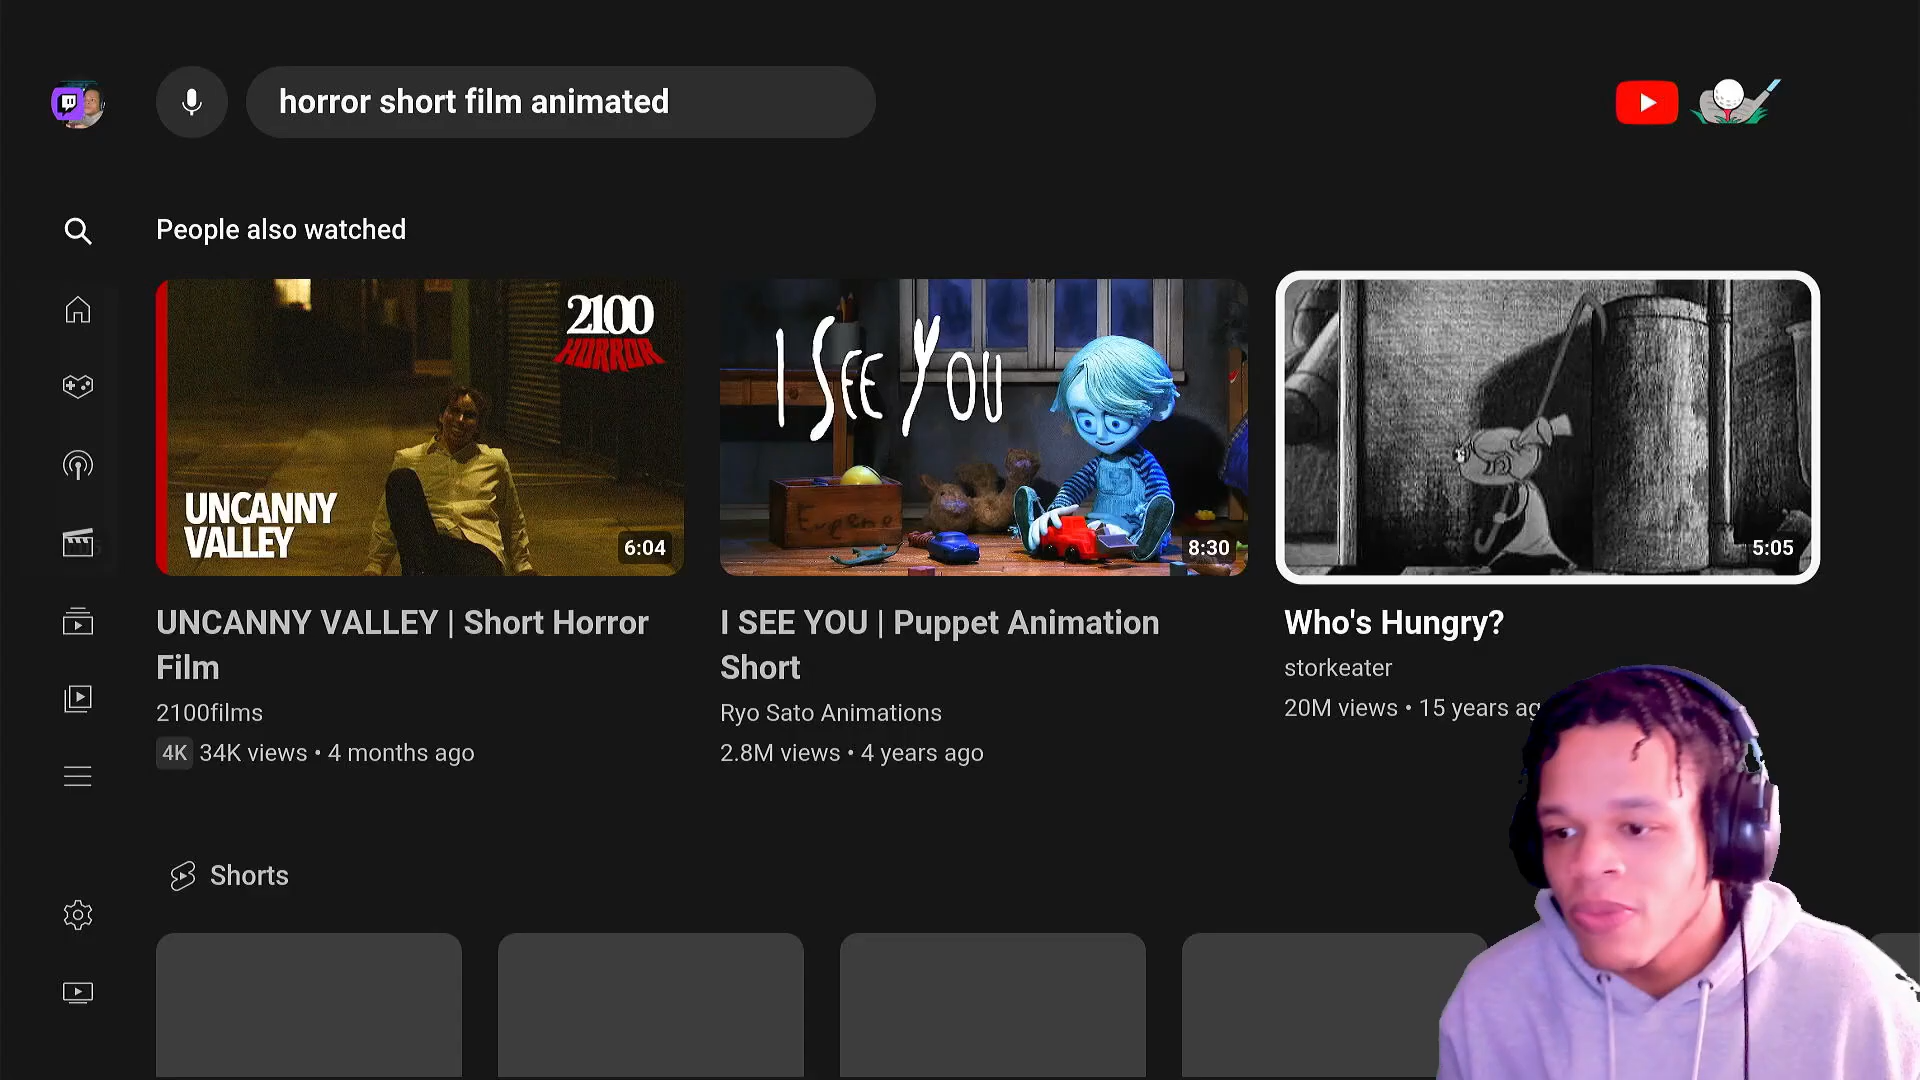 horror short film animated
People also watched
2100
HORROR
UNCANNY
VALLEY
6:04
I SEE YOU
8:30
5:05
UNCANNY VALLEY | Short Horror
Film
2100films
4K 34K views • 4 months ago
I SEE YOU | Puppet Animation
Short
Ryo Sato Animations
2.8M views • 4 years ago
Who's Hungry?
storkeater
20M views • 15 years ag
Shorts